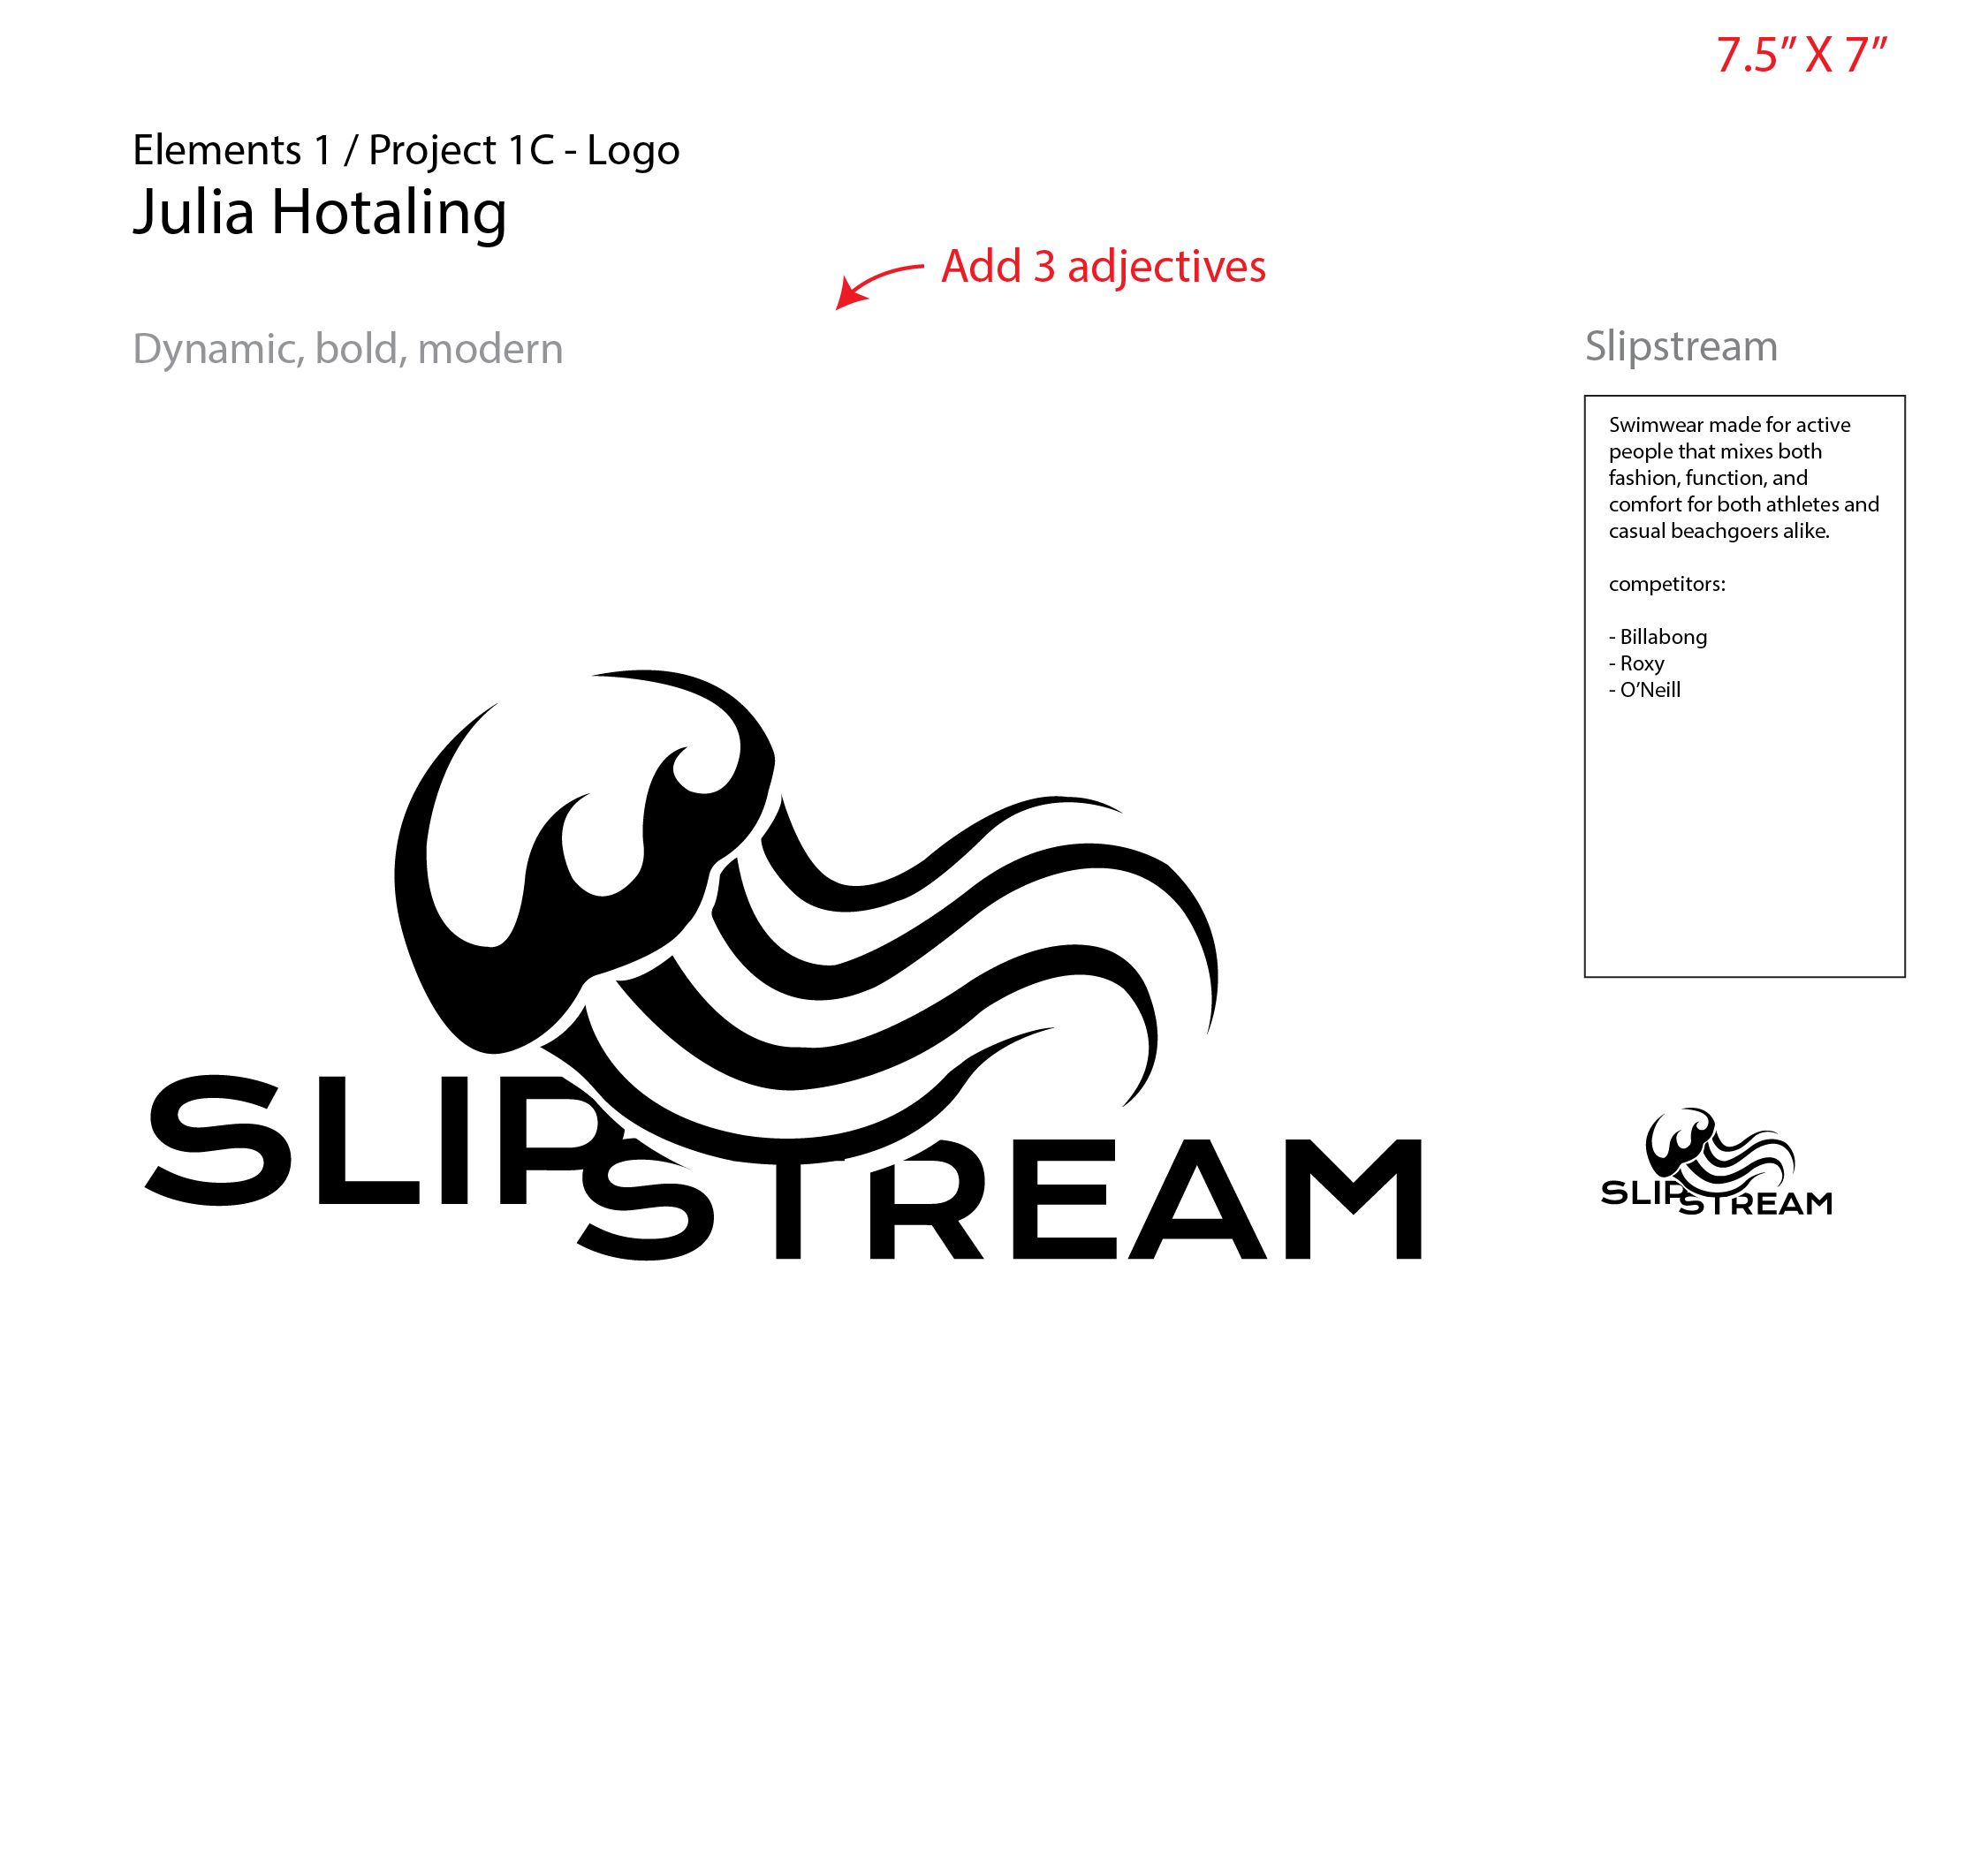 7.5” X 7”
Elements 1 / Project 1C - Logo
Julia Hotaling
Add 3 adjectives
Dynamic, bold, modern
Slipstream
Swimwear made for active
people that mixes both
fashion, function, and
comfort for both athletes and
casual beachgoers alike.
competitors:
- Billabong
- Roxy
- O’Neill
SLIPSTREAM
SLIPSTREAM